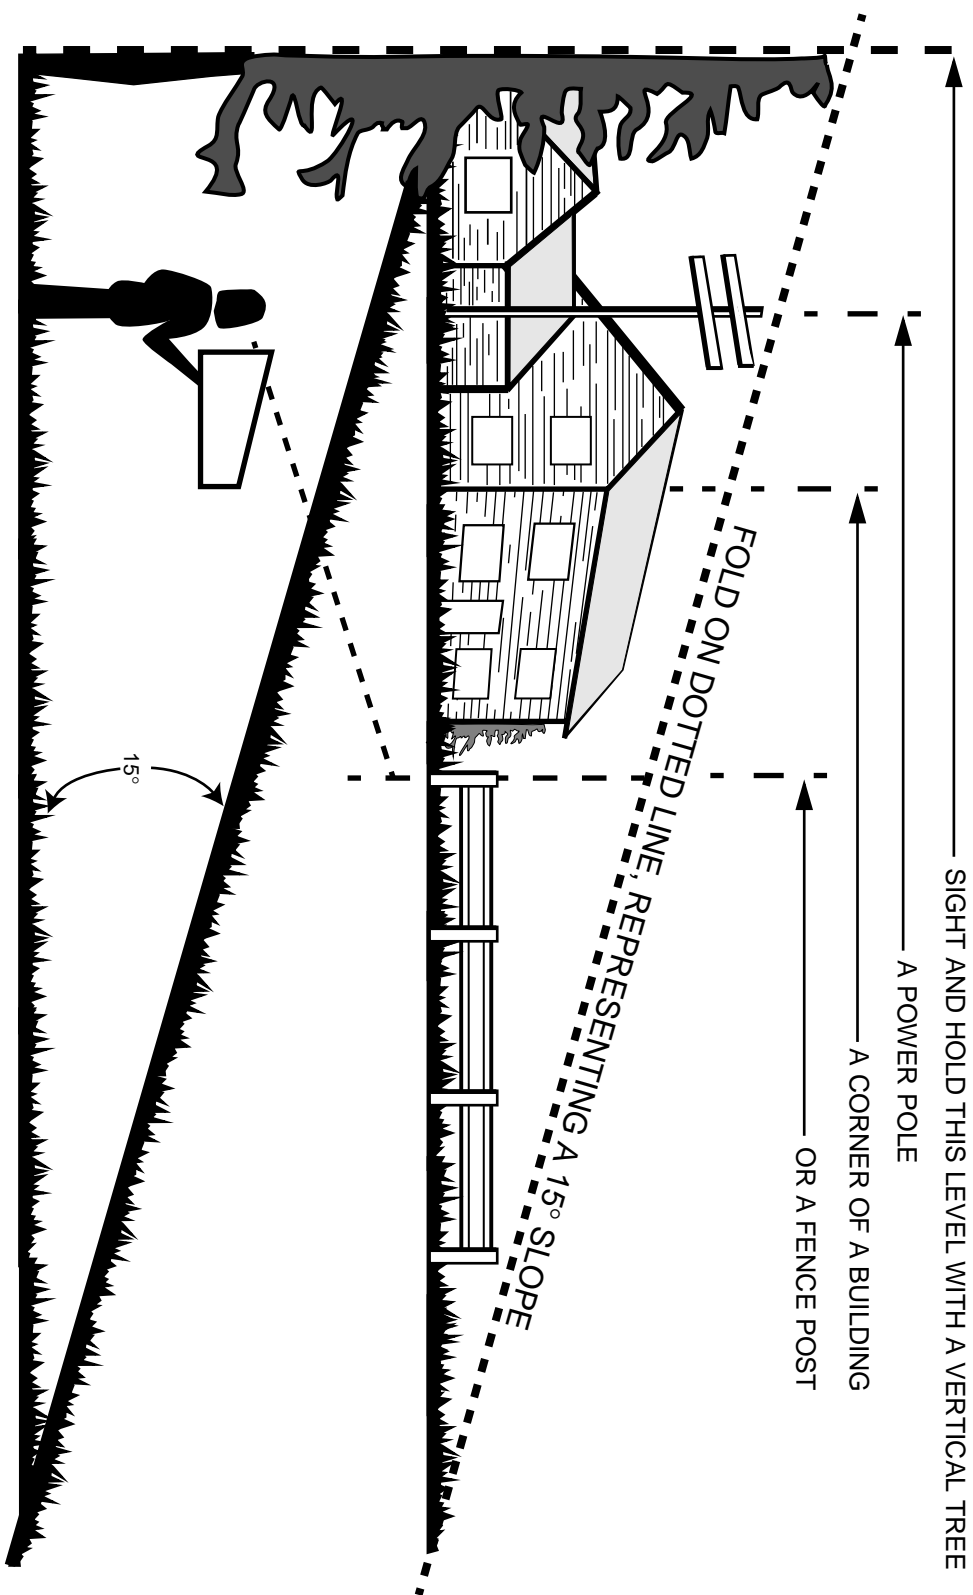 SIGHT AND HOLD THIS LEVEL WITH A VERTICAL TREE
A POWER POLE
A CORNER OF A BUILDING
OR A FENCE POST
FOLD ON DOTTED LINE, REPRESENTING A 15° SLOPE
15°